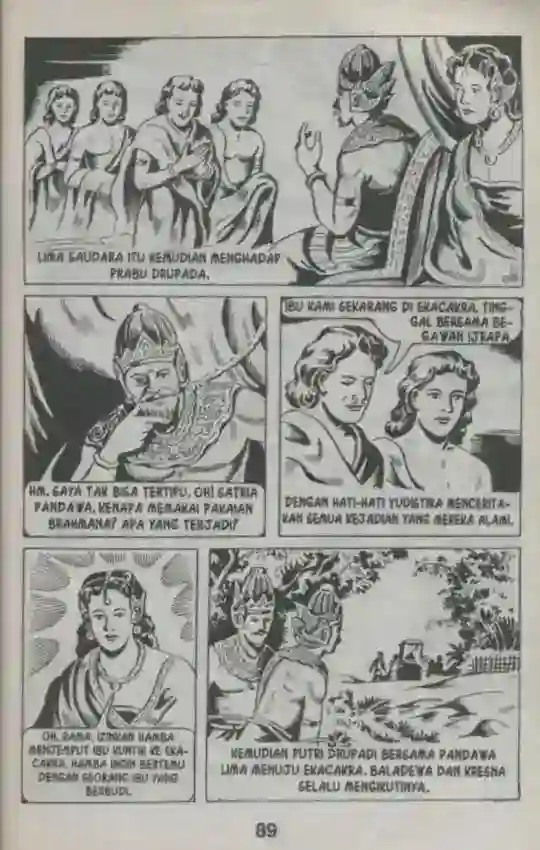 LIMA SAUDARA ITU KEMUDIAN MENGHADAP
PRABU DRUPADA.
HM. SAYA TAK BISA TERTIPU. OH! SATRIA
PANDAWA, KENAPA MEMAKAI PAKAIAN
BRAHMANA? APA YANG TERJADI?
IBU KAMI SEKARANG DI EKACAKRA. TING-
GAL BERSAMA BE-
GAWAN IJRAPA
DENGAN HATI-HATI YUDISTIRA MENCERITA-
KAN SEMUA KEJADIAN YANG MEREKA ALAMI.
OH, RAMA. IZINKAN HAMBA
MENJEMPUT IBU KUNTHI KE EKA-
CAKRA. HAMBA INGIN BERTEMU
DENGAN SEORANG IBU YANG
BERBUDI.
KEMUDIAN PUTRI DRUPADI BERSAMA PANDAWA
LIMA MENUJU EKACAKRA. BALADEWA DAN KRESNA
SELALU MENGIKUTINYA.
89